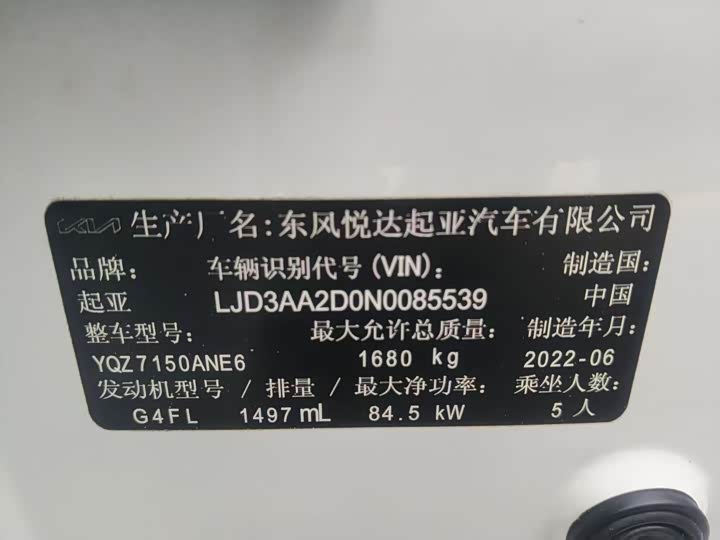 KIA 生产厂名:东风悦达起亚汽车有限公司
品牌: 车辆识别代号(VIN): 制造国:
起亚 LJD3AA2D0N0085539 中国
整车型号: 最大允许总质量: 制造年月:
YQZ7150ANE6 1680 kg 2022-06
发动机型号 / 排量 / 最大净功率: 乘坐人数:
G4FL 1497 mL 84.5 kW 5 人